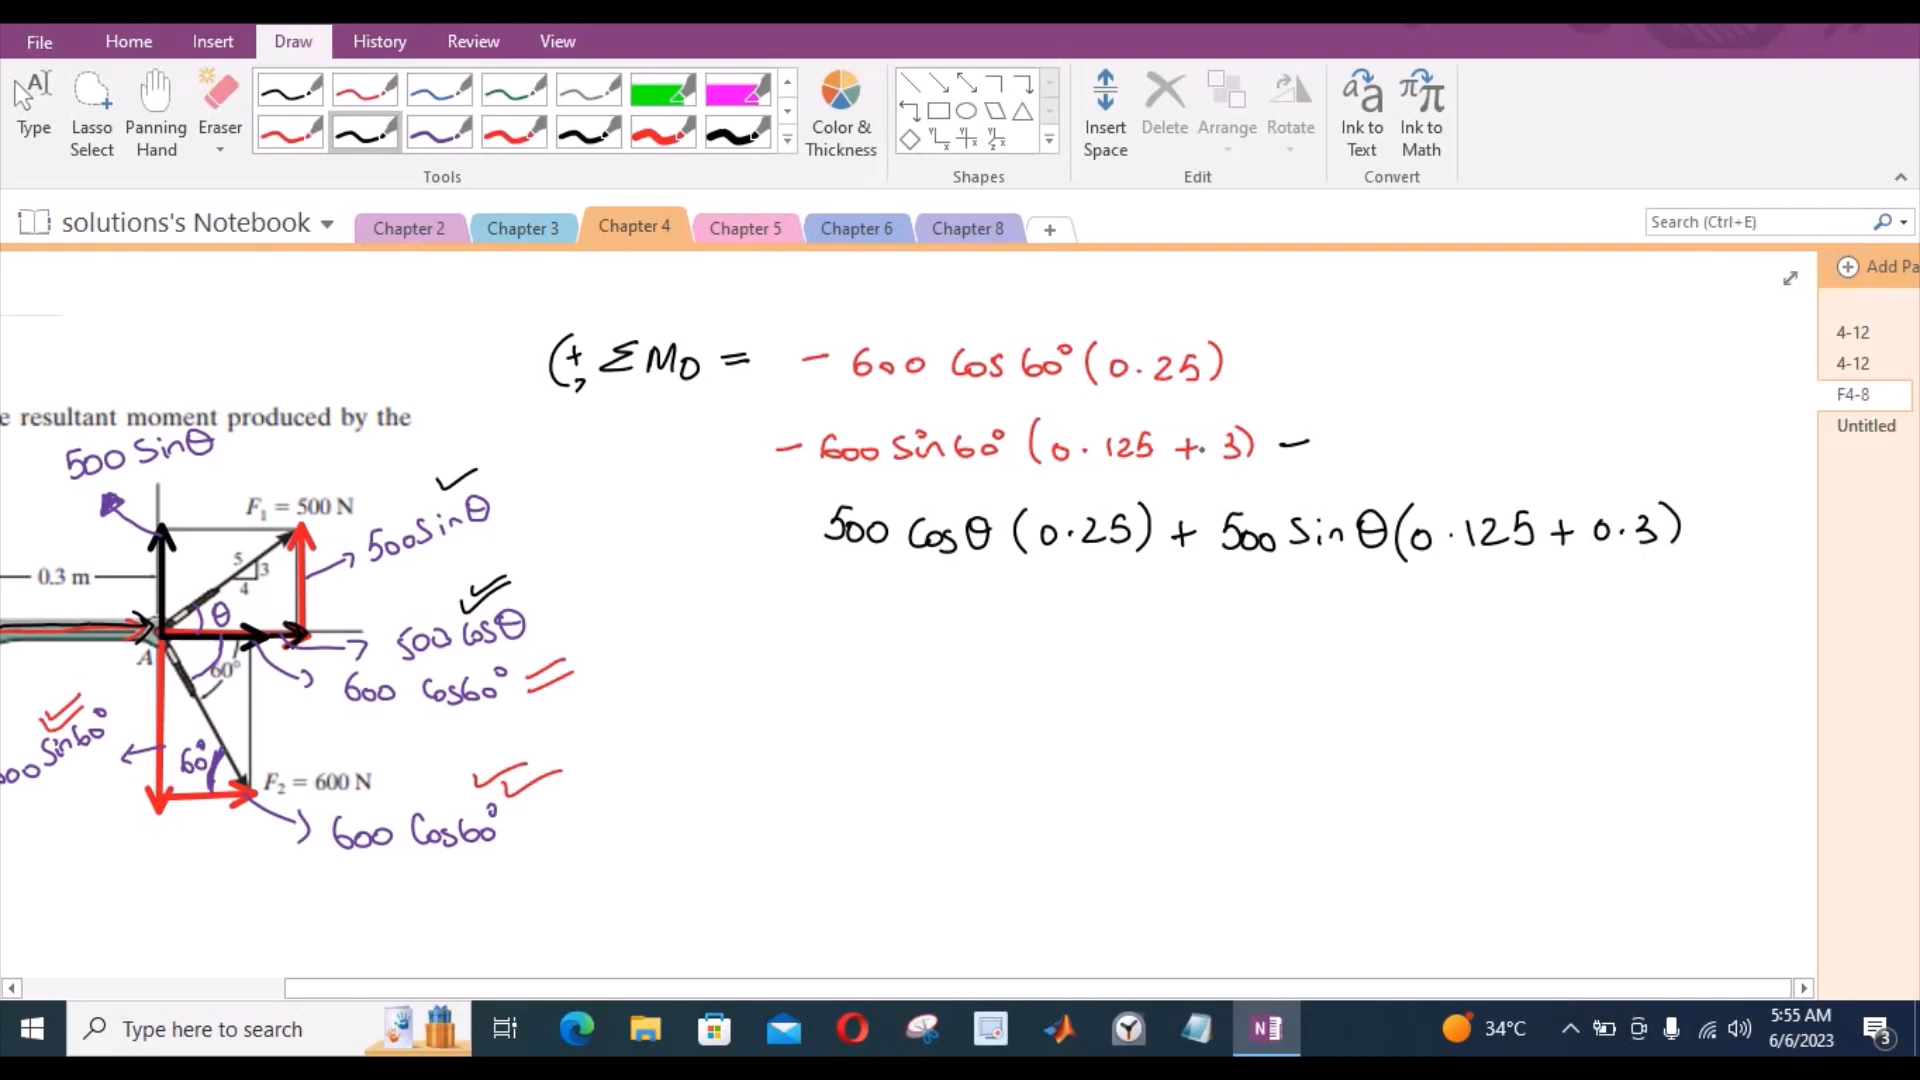 File Home Insert Draw History Review View
Type
Lasso Select
Panning Hand
Eraser
Color & Thickness
Insert Space
Delete
Arrange
Rotate
Ink to Text
Ink to Math
Tools Shapes Edit Convert
solutions's Notebook Chapter 2 Chapter 3 Chapter 4 Chapter 5 Chapter 6 Chapter 8 +
Search (Ctrl+E)
Add Pa
4-12
4-12
F4-8
Untitled
(+ ΣMO = - 600 cos 60° (0.25)
- 600 sin 60° (0.125 + . 3) -
500 cosθ (0.25) + 500 sin θ (0.125 + 0.3)
e resultant moment produced by the
500 sinθ
F1 = 500 N
500 sinθ
5 3
4
0.3 m
θ
500 cosθ
A
60°
600 cos60°
00 sin60°
60°
F2 = 600 N
600 cos60°
Type here to search
34°C
5:55 AM
6/6/2023
3